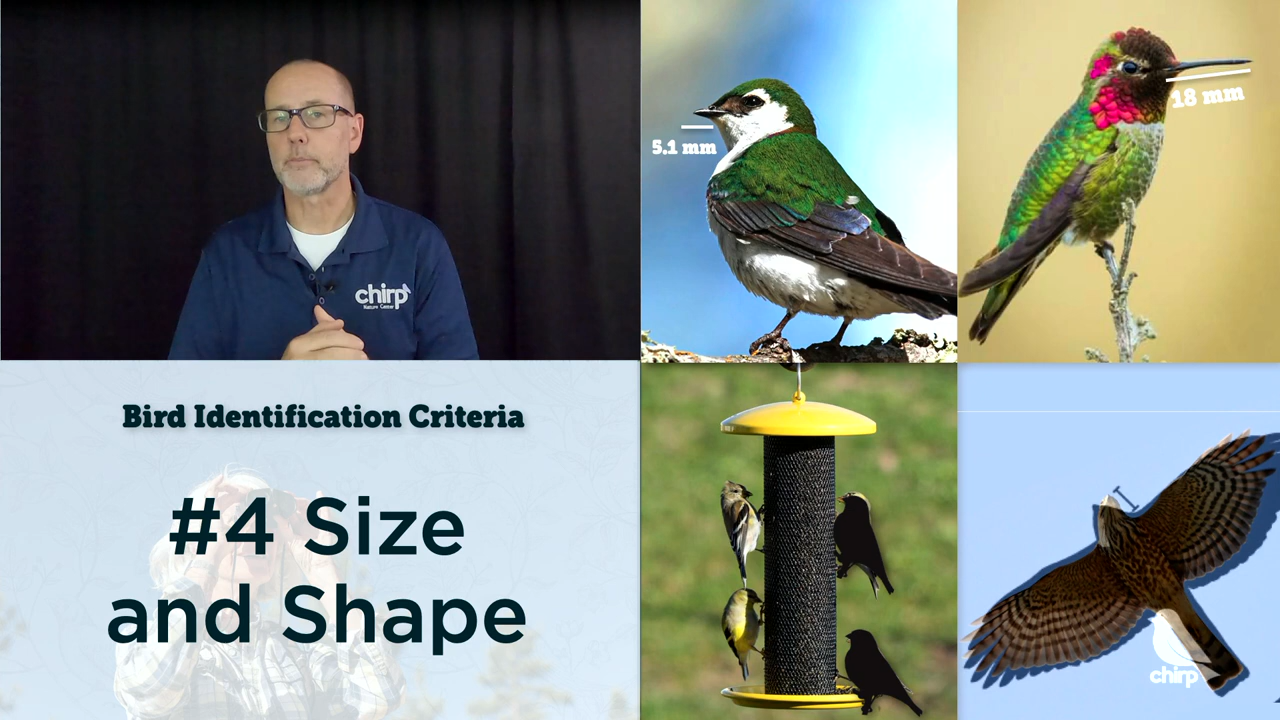 chirp
Nature Center
5.1 mm
18 mm
Bird Identification Criteria
#4 Size
and Shape
chirp